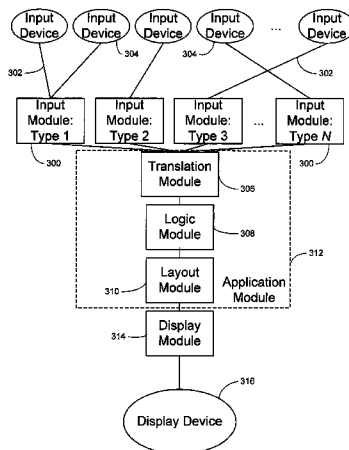 Input Device
Input Device
Input Device
Input Device
...
Input Device
302
304
304
302
Input Module: Type 1
Input Module: Type 2
Input Module: Type 3
...
Input Module: Type N
300
300
Translation Module
306
Logic Module
308
312
Layout Module
310
Application Module
Display Module
314
316
Display Device